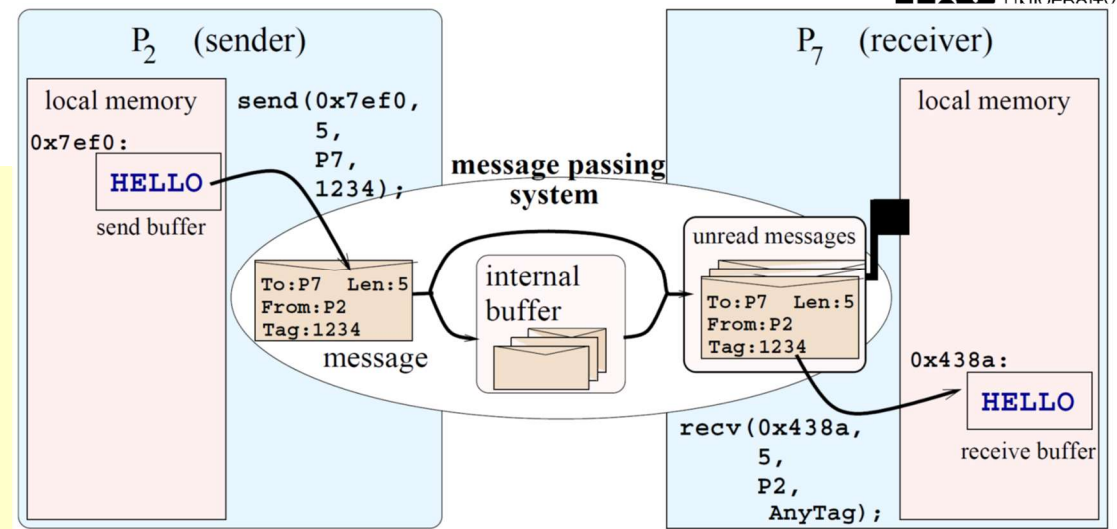 P2 (sender)
local memory
0x7ef0:
HELLO
send buffer
send(0x7ef0,
5,
P7,
1234);
message passing
system
To:P7 Len:5
From:P2
Tag:1234
message
internal
buffer
P7 (receiver)
unread messages
To:P7 Len:5
From:P2
Tag:1234
recv(0x438a,
5,
P2,
AnyTag);
local memory
0x438a:
HELLO
receive buffer